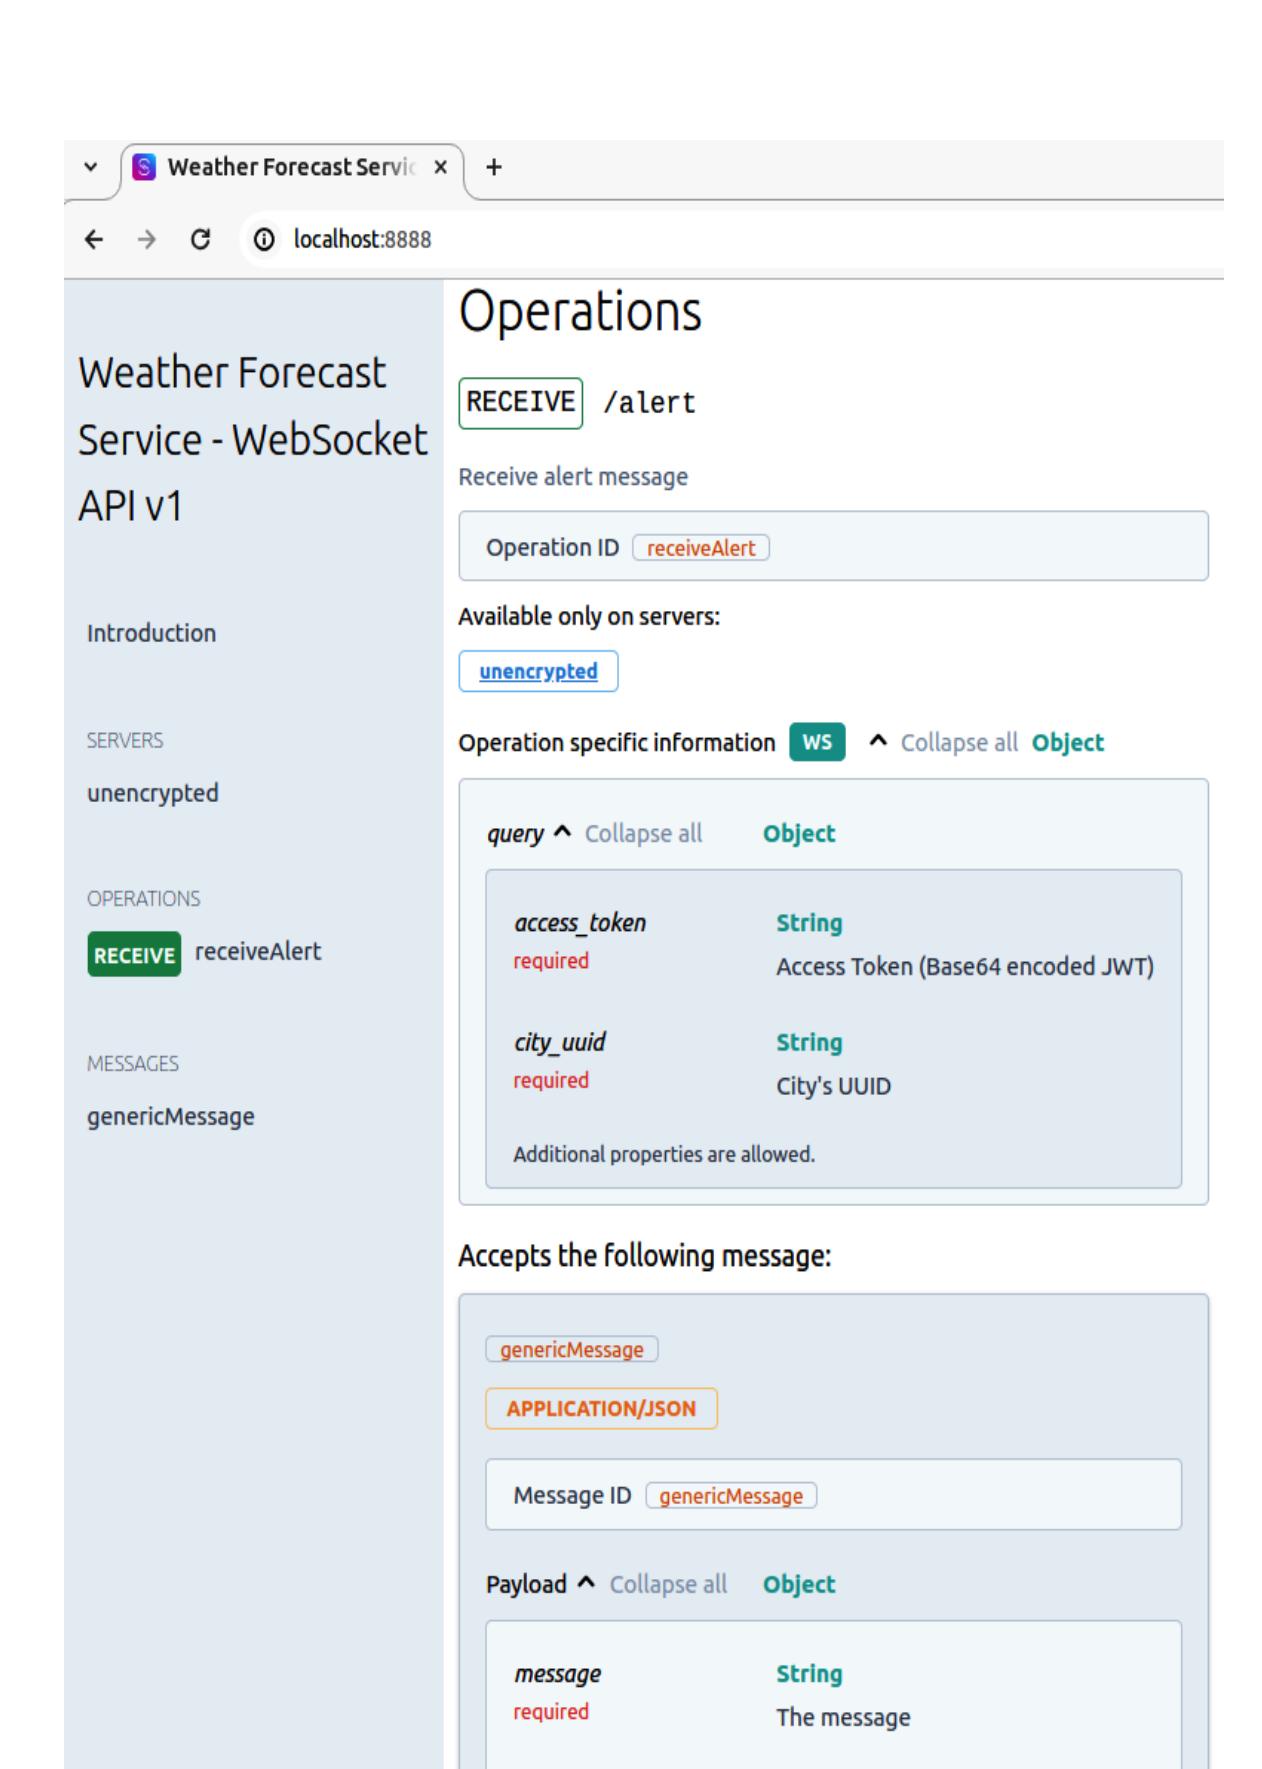 Weather Forecast Servic
localhost:8888
Weather Forecast
Service - WebSocket
API v1
Introduction
SERVERS
unencrypted
OPERATIONS
RECEIVE receiveAlert
MESSAGES
genericMessage
Operations
RECEIVE /alert
Receive alert message
Operation ID receiveAlert
Available only on servers:
unencrypted
Operation specific information WS Collapse all Object
query Collapse all Object
access_token String
required Access Token (Base64 encoded JWT)
city_uuid String
required City's UUID
Additional properties are allowed.
Accepts the following message:
genericMessage
APPLICATION/JSON
Message ID genericMessage
Payload Collapse all Object
message String
required The message